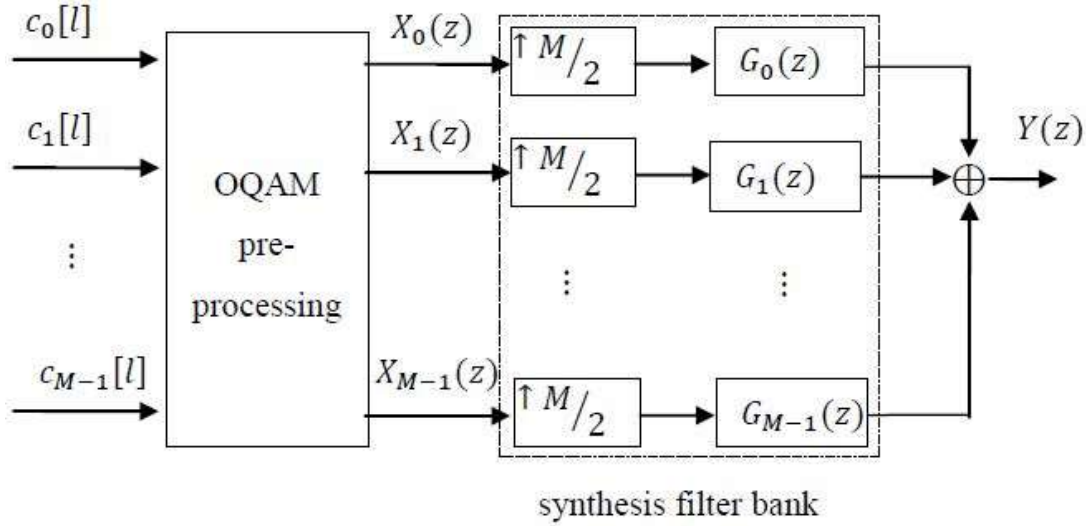 c₀[l] X₀(z) ↑ M/2 G₀(z)
c₁[l] X₁(z) ↑ M/2 G₁(z) Y(z)
OQAM
pre-
processing
⋮ ⋮ ⋮
c_{M−1}[l] X_{M−1}(z) ↑ M/2 G_{M−1}(z)
synthesis filter bank